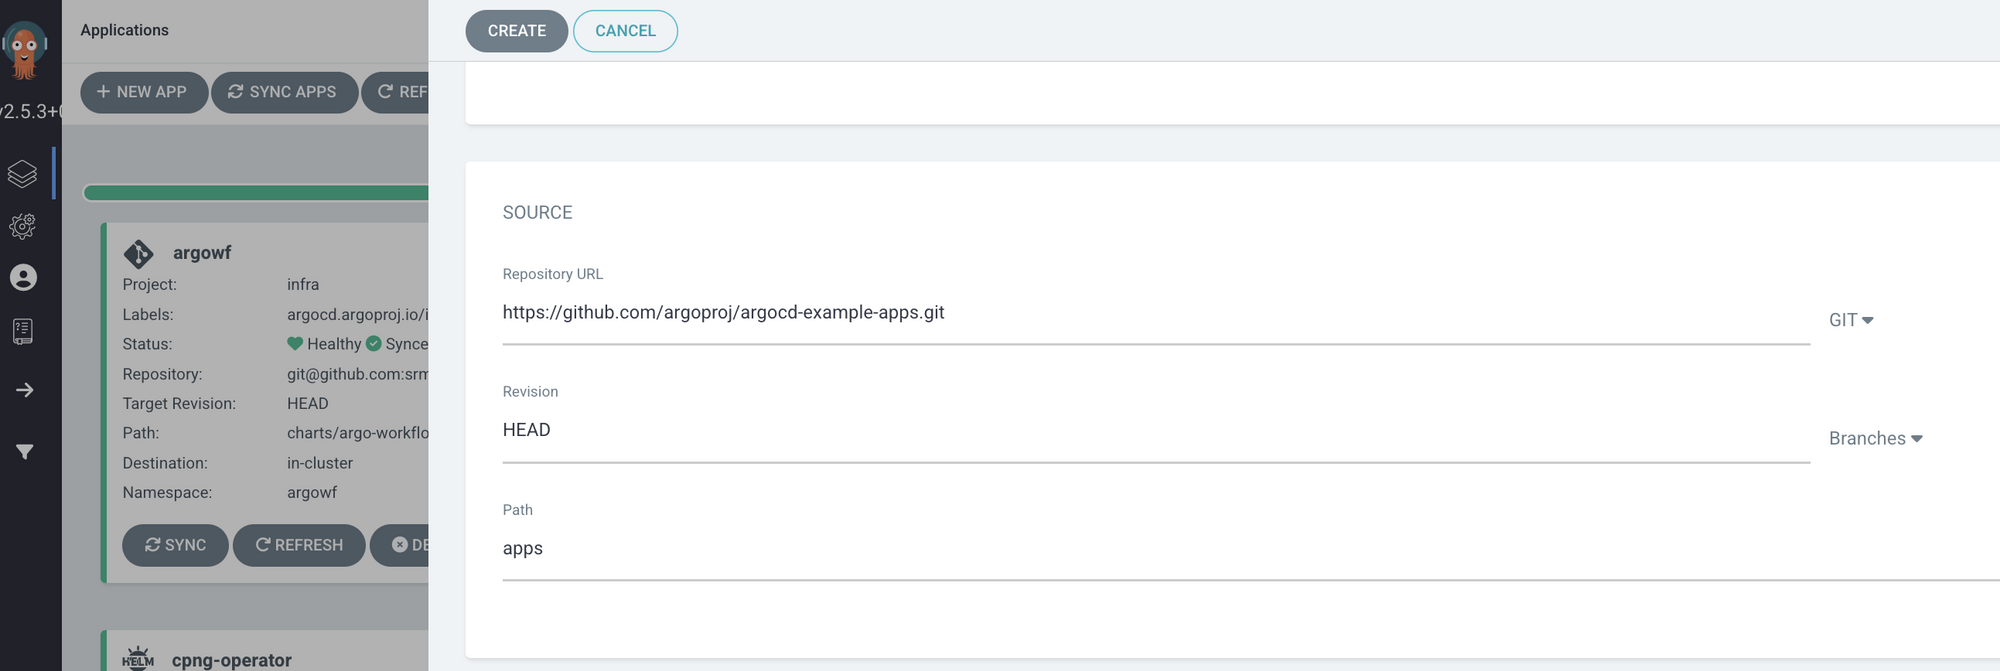 v2.5.3+
Applications
NEW APP
SYNC APPS
REF
argowf
Project: infra
Labels: argocd.argoproj.io/i
Status: Healthy Synce
Repository: git@github.com:srm
Target Revision: HEAD
Path: charts/argo-workflo
Destination: in-cluster
Namespace: argowf
SYNC
REFRESH
DE
HELM
cpng-operator
CREATE
CANCEL
SOURCE
Repository URL
https://github.com/argoproj/argocd-example-apps.git
GIT
Revision
HEAD
Branches
Path
apps